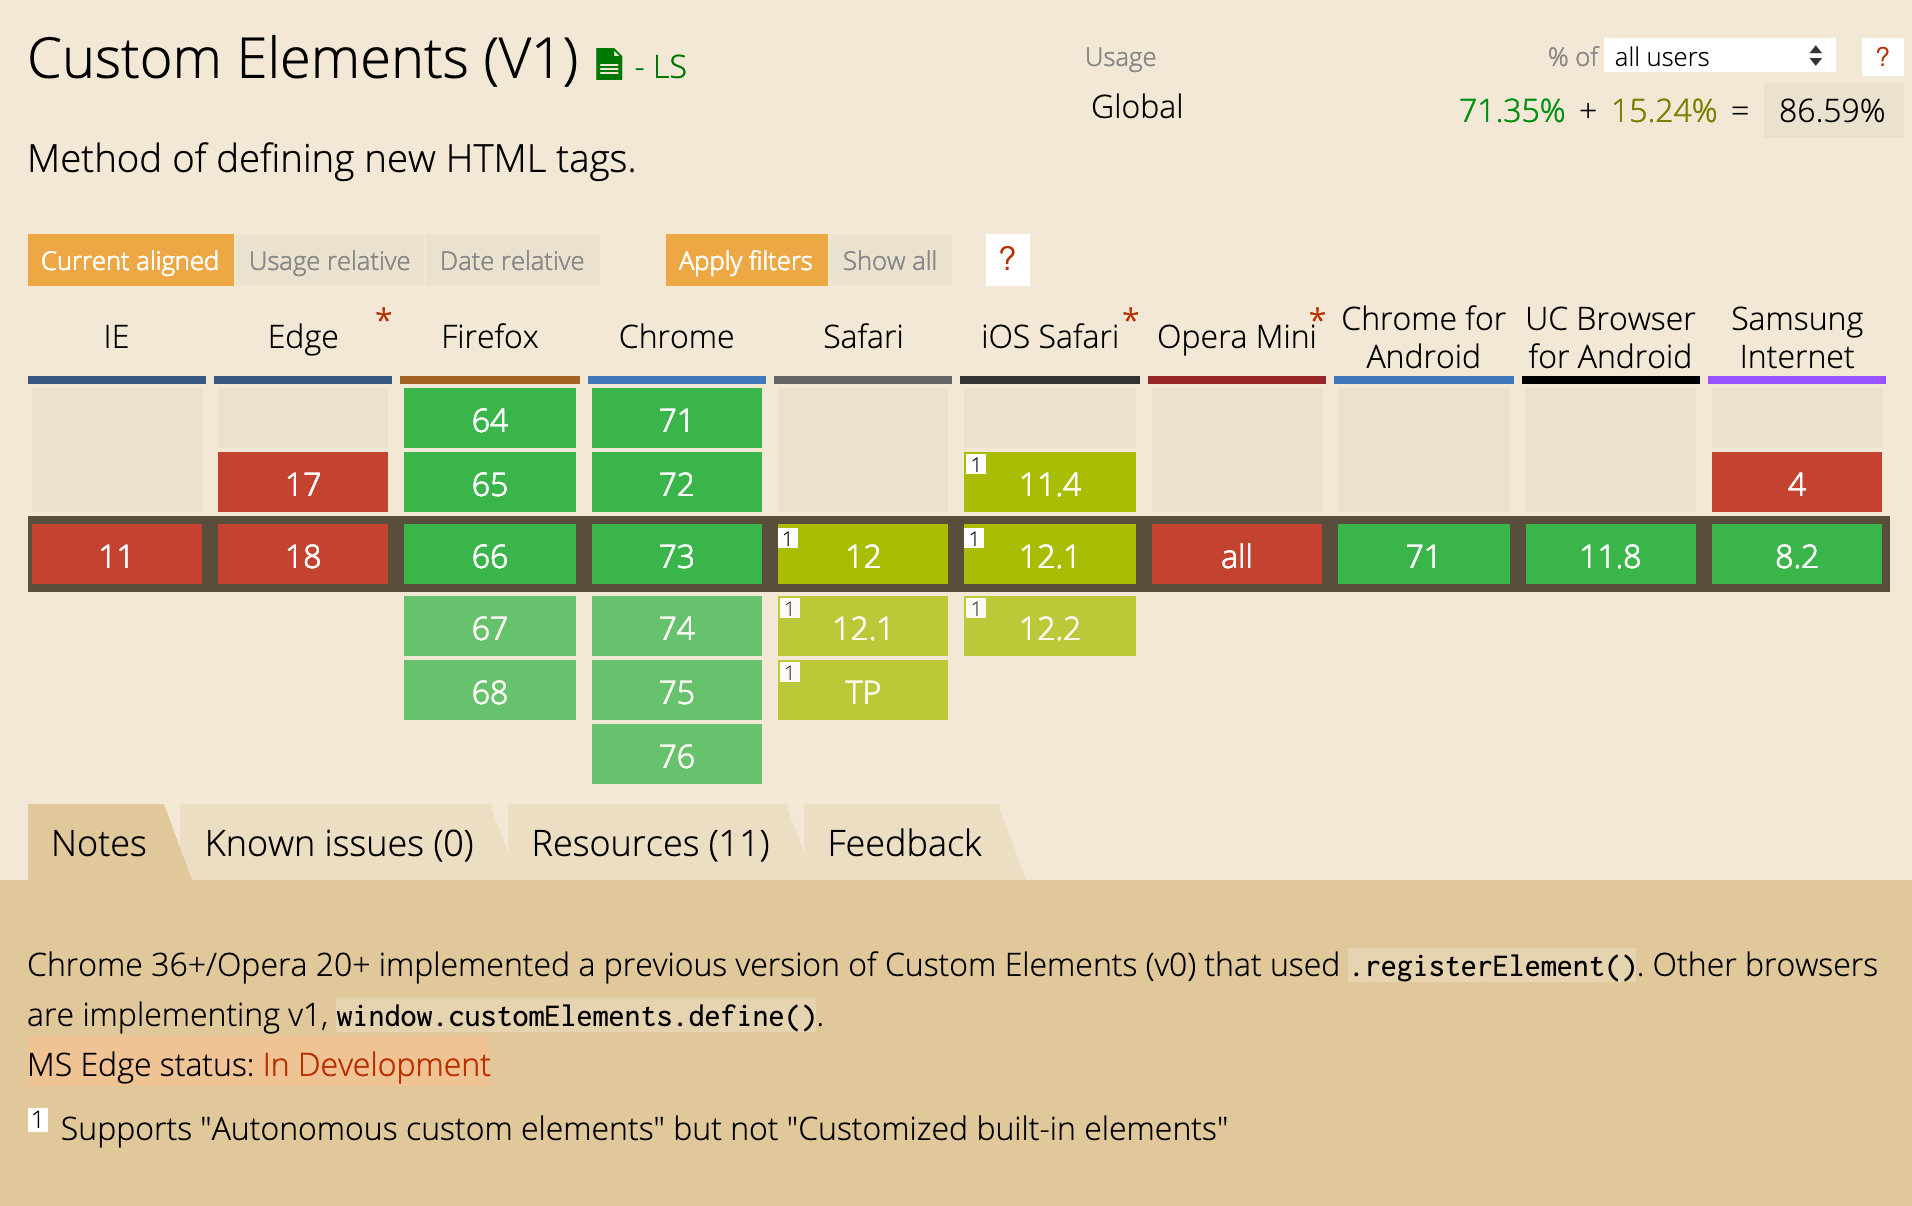 Custom Elements (V1) - LS
Usage % of all users ?
Global 71.35% + 15.24% = 86.59%
Method of defining new HTML tags.
Current aligned Usage relative Date relative Apply filters Show all ?
IE Edge * Firefox Chrome Safari iOS Safari * Opera Mini * Chrome for Android UC Browser for Android Samsung Internet
64 71
17 65 72 1 11.4 4
11 18 66 73 1 12 1 12.1 all 71 11.8 8.2
67 74 1 12.1 1 12.2
68 75 1 TP
76
Notes Known issues (0) Resources (11) Feedback
Chrome 36+/Opera 20+ implemented a previous version of Custom Elements (v0) that used .registerElement(). Other browsers
are implementing v1, window.customElements.define().
MS Edge status: In Development
1 Supports "Autonomous custom elements" but not "Customized built-in elements"